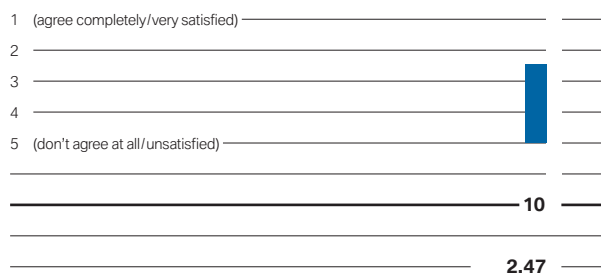 1 (agree completely/very satisfied)
2
3
4
5 (don't agree at all/unsatisfied)
10
2.47